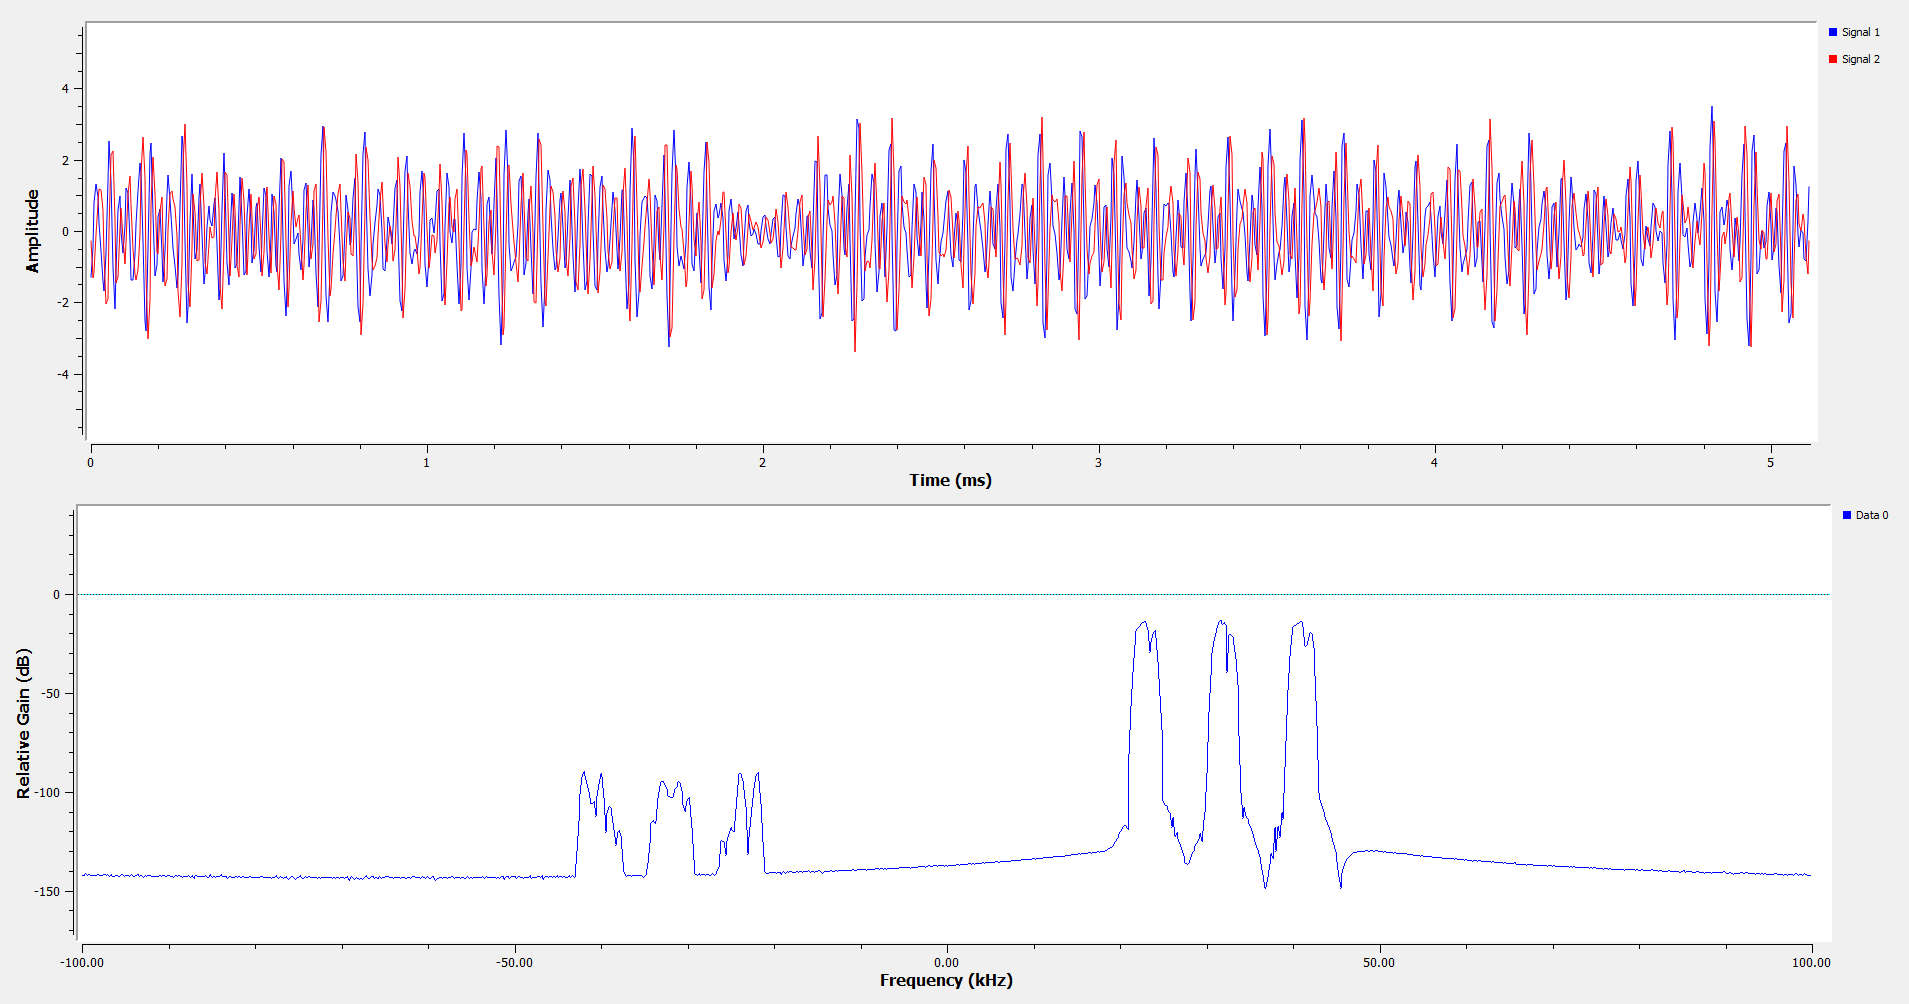 Signal 1
Signal 2
4
2
0
-2
-4
Amplitude
0 1 2 3 4 5
Time (ms)
Data 0
0
-50
-100
-150
Relative Gain (dB)
-100.00 -50.00 0.00 50.00 100.00
Frequency (kHz)